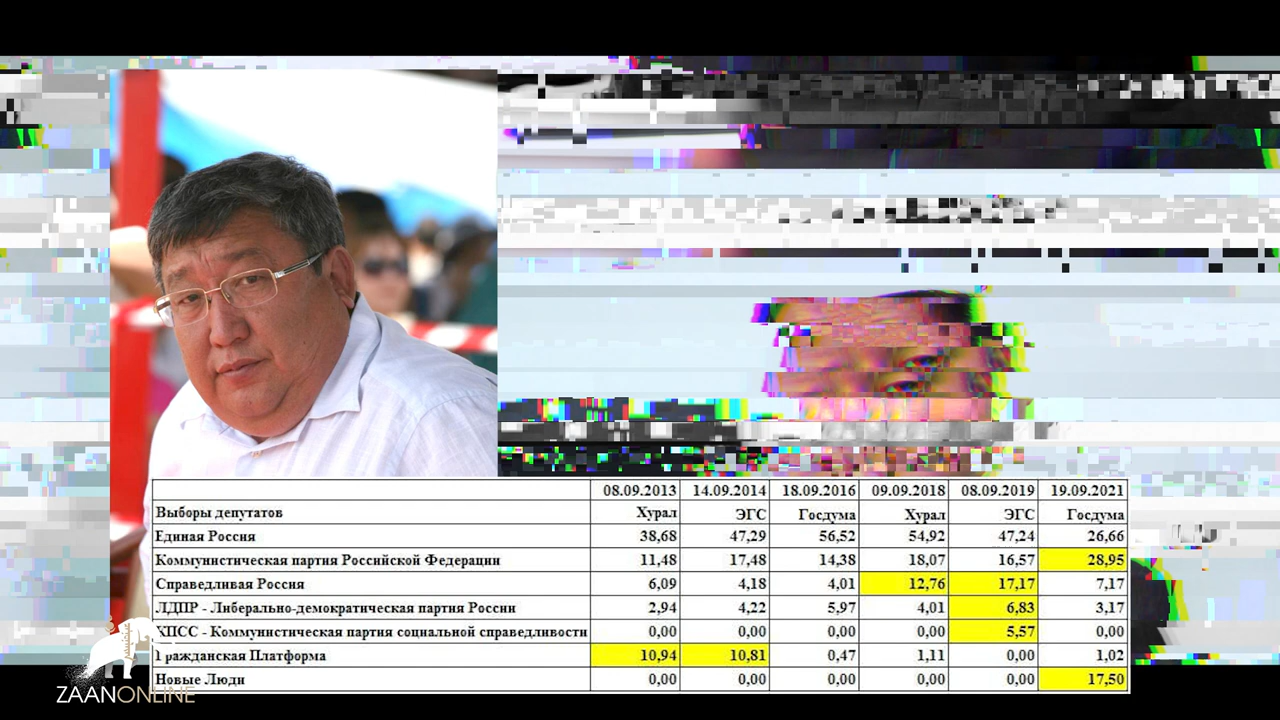 08.09.2013 14.09.2014 18.09.2016 09.09.2018 08.09.2019 19.09.2021
Выборы депутатов Хурал ЭГС Госдума Хурал ЭГС Госдума
Единая Россия 38,68 47,29 56,52 54,92 47,24 26,66
Коммунистическая партия Российской Федерации 11,48 17,48 14,38 18,07 16,57 28,95
Справедливая Россия 6,09 4,18 4,01 12,76 17,17 7,17
ЛДПР - Либерально-демократическая партия России 2,94 4,22 5,97 4,01 6,83 3,17
КПСС - Коммунистическая партия социальной справедливости 0,00 0,00 0,00 0,00 5,57 0,00
Гражданская Платформа 10,94 10,81 0,47 1,11 0,00 1,02
Новые Люди 0,00 0,00 0,00 0,00 0,00 17,50
ZAANONLINE